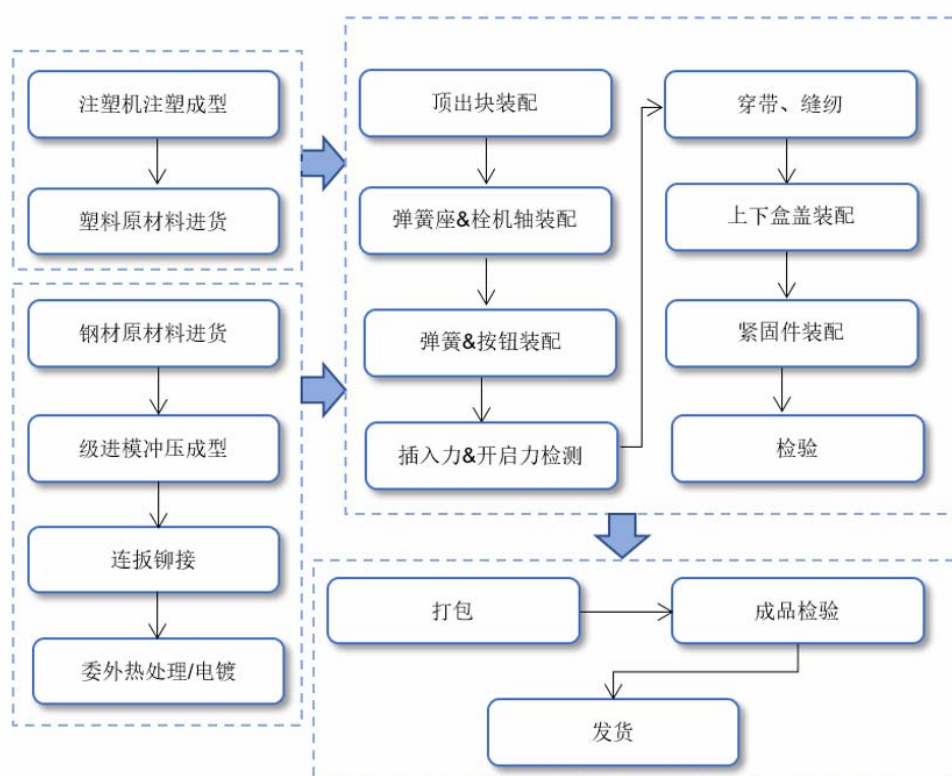 注塑机注塑成型
塑料原材料进货
钢材原材料进货
级进模冲压成型
连扳铆接
委外热处理/电镀
顶出块装配
弹簧座&栓机轴装配
弹簧&按钮装配
插入力&开启力检测
穿带、缝纫
上下盒盖装配
紧固件装配
检验
打包
成品检验
发货